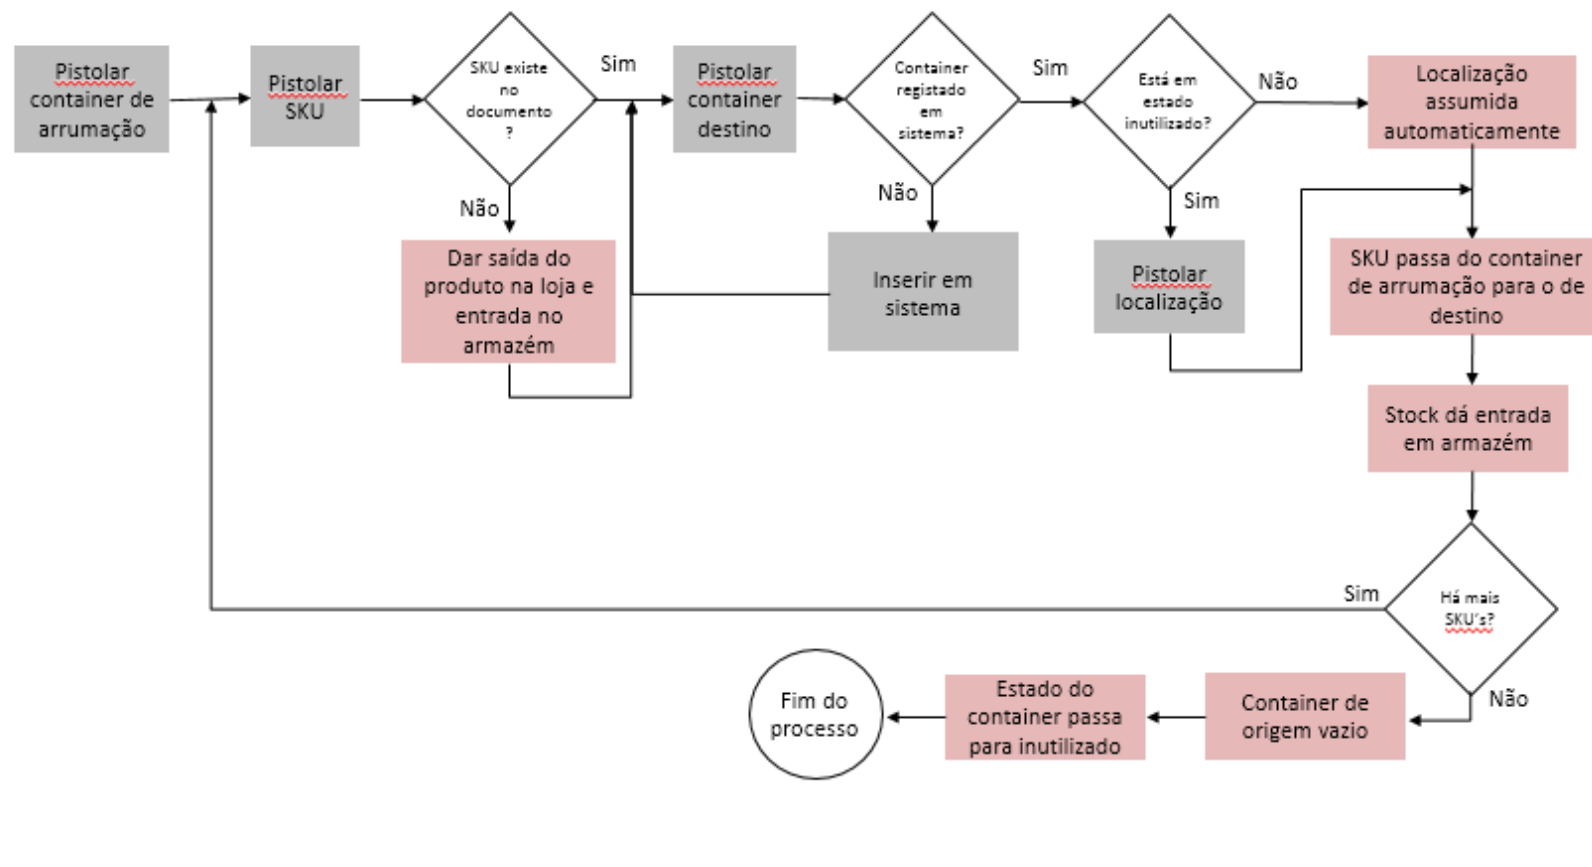 Pistolar
container de
arrumação
Pistolar
SKU
SKU existe
no
documento
?
Sim
Não
Dar saída do
produto na loja e
entrada no
armazém
Pistolar
container
destino
Container
registado
em
sistema?
Sim
Não
Inserir em
sistema
Está em
estado
inutilizado?
Não
Sim
Pistolar
localização
Localização
assumida
automaticamente
SKU passa do container
de arrumação para o de
destino
Stock dá entrada
em armazém
Há mais
SKU's?
Sim
Não
Container de
origem vazio
Estado do
container passa
para inutilizado
Fim do
processo